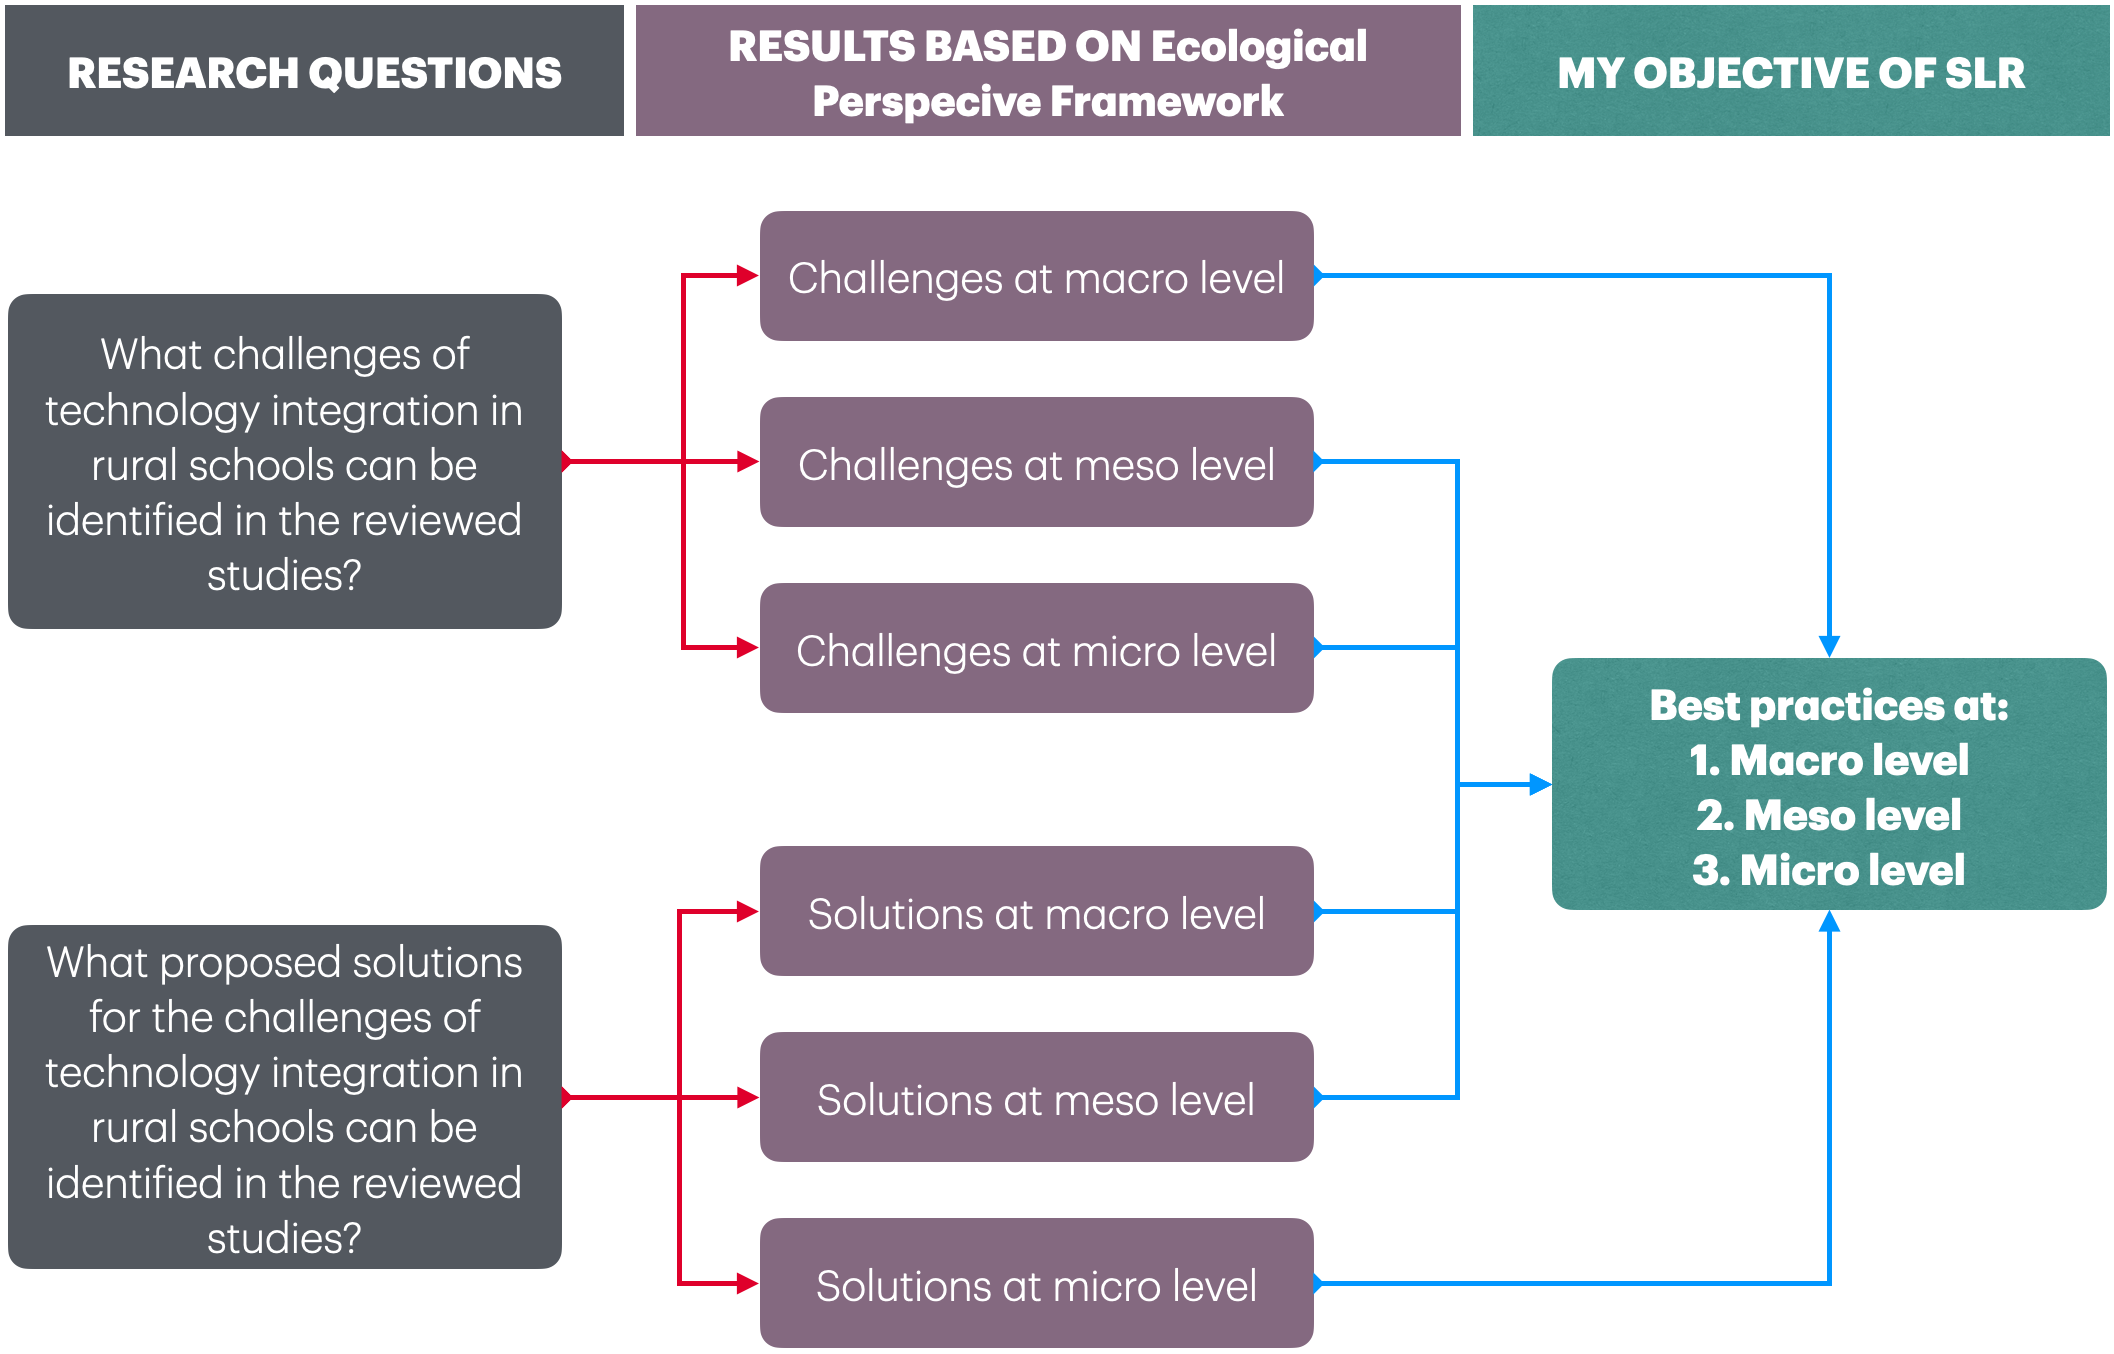 RESEARCH QUESTIONS
RESULTS BASED ON Ecological
Perspecive Framework
MY OBJECTIVE OF SLR
What challenges of
technology integration in
rural schools can be
identified in the reviewed
studies?
Challenges at macro level
Challenges at meso level
Challenges at micro level
What proposed solutions
for the challenges of
technology integration in
rural schools can be
identified in the reviewed
studies?
Solutions at macro level
Solutions at meso level
Solutions at micro level
Best practices at:
1. Macro level
2. Meso level
3. Micro level